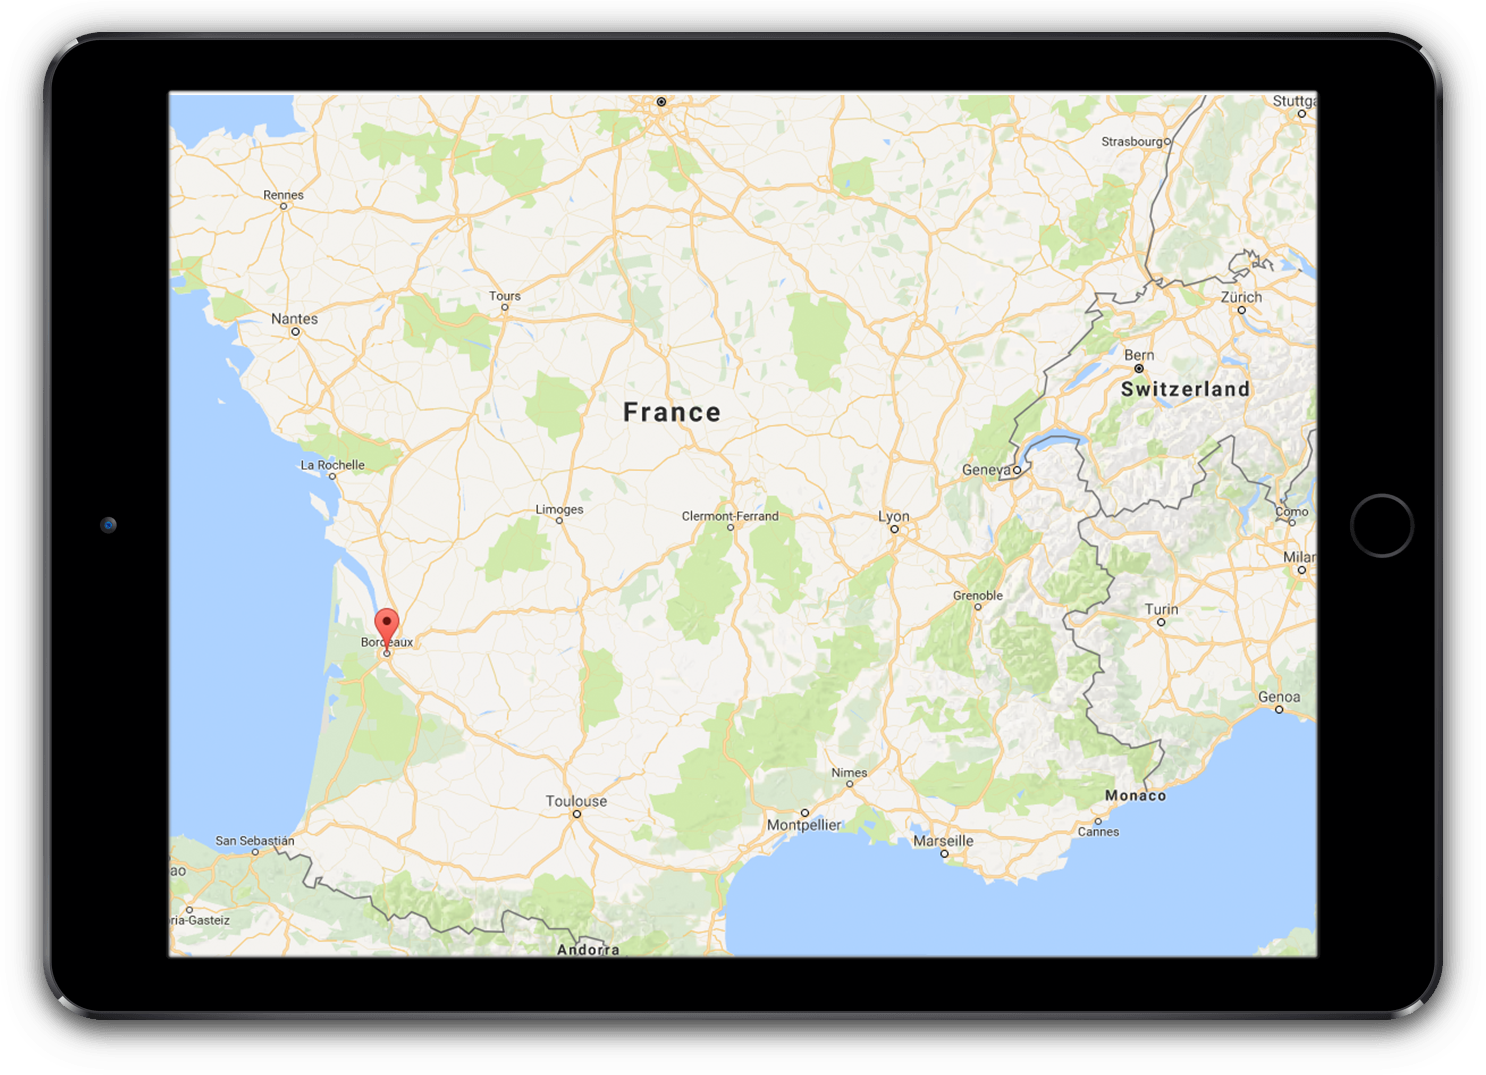 Stuttga
Strasbourg
Rennes
Zürich
Tours
Nantes
Bern
Switzerland
France
La Rochelle
Geneva
Limoges
Clermont-Ferrand
Lyon
Como
Milan
Grenoble
Turin
Bordeaux
Genoa
Nimes
Monaco
Toulouse
Montpellier
Cannes
Marseille
San Sebastián
ao
ria-Gasteiz
Andorra